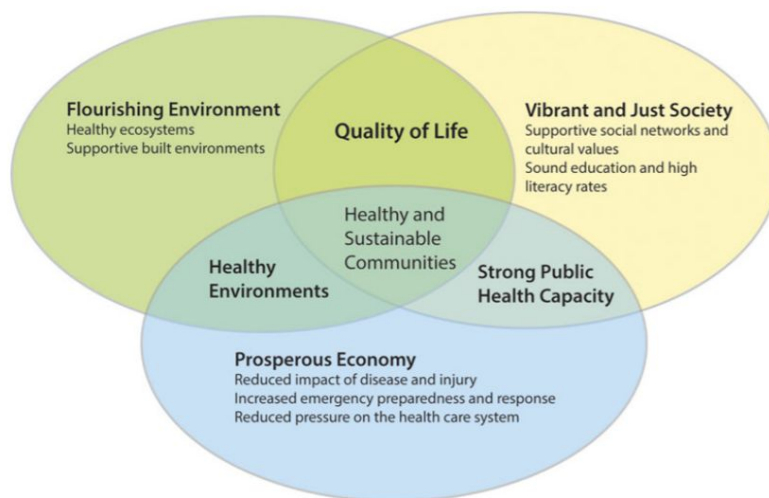 Flourishing Environment
Healthy ecosystems
Supportive built environments
Quality of Life
Vibrant and Just Society
Supportive social networks and
cultural values
Sound education and high
literacy rates
Healthy and
Sustainable
Communities
Healthy
Environments
Strong Public
Health Capacity
Prosperous Economy
Reduced impact of disease and injury
Increased emergency preparedness and response
Reduced pressure on the health care system